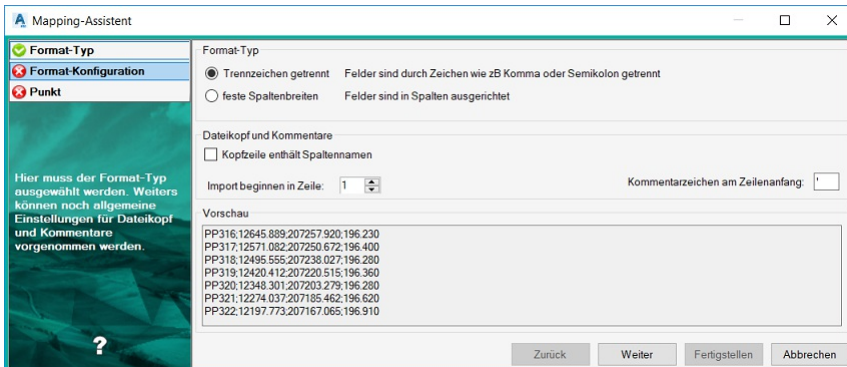 Mapping-Assistent
Format-Typ
Format-Konfiguration
Punkt
Hier muss der Format-Typ
ausgewählt werden. Weiters
können noch allgemeine
Einstellungen für Dateikopf
und Kommentare
vorgenommen werden.
?
Format-Typ
Trennzeichen getrennt Felder sind durch Zeichen wie zB Komma oder Semikolon getrennt
feste Spaltenbreiten Felder sind in Spalten ausgerichtet
Dateikopf und Kommentare
Kopfzeile enthält Spaltennamen
Import beginnen in Zeile: 1 Kommentarzeichen am Zeilenanfang: '
Vorschau
PP316;12645.889;207257.920;196.230
PP317;12571.082;207250.672;196.400
PP318;12495.555;207238.027;196.280
PP319;12420.412;207220.515;196.360
PP320;12348.301;207203.279;196.280
PP321;12274.037;207185.462;196.620
PP322;12197.773;207167.065;196.910
Zurück Weiter Fertigstellen Abbrechen